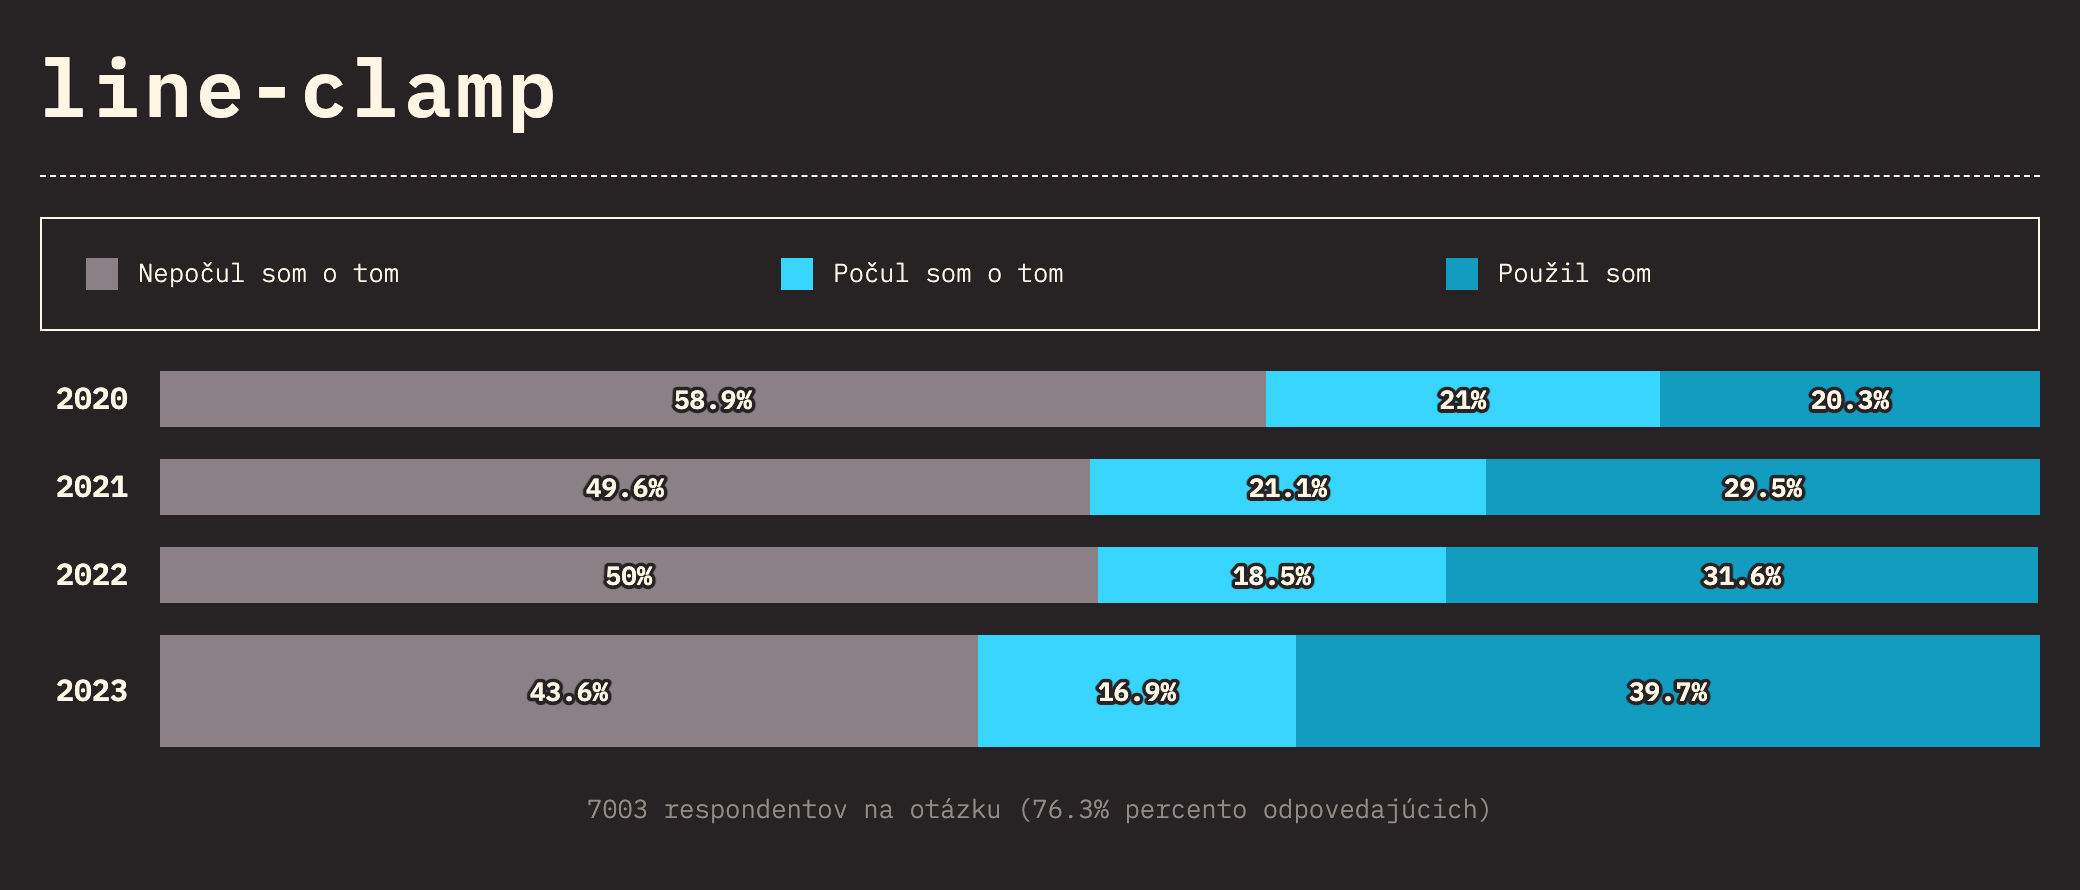 line-clamp
Nepočul som o tom Počul som o tom Použil som
2020 58.9% 21% 20.3%
2021 49.6% 21.1% 29.5%
2022 50% 18.5% 31.6%
2023 43.6% 16.9% 39.7%
7003 respondentov na otázku (76.3% percento odpovedajúcich)